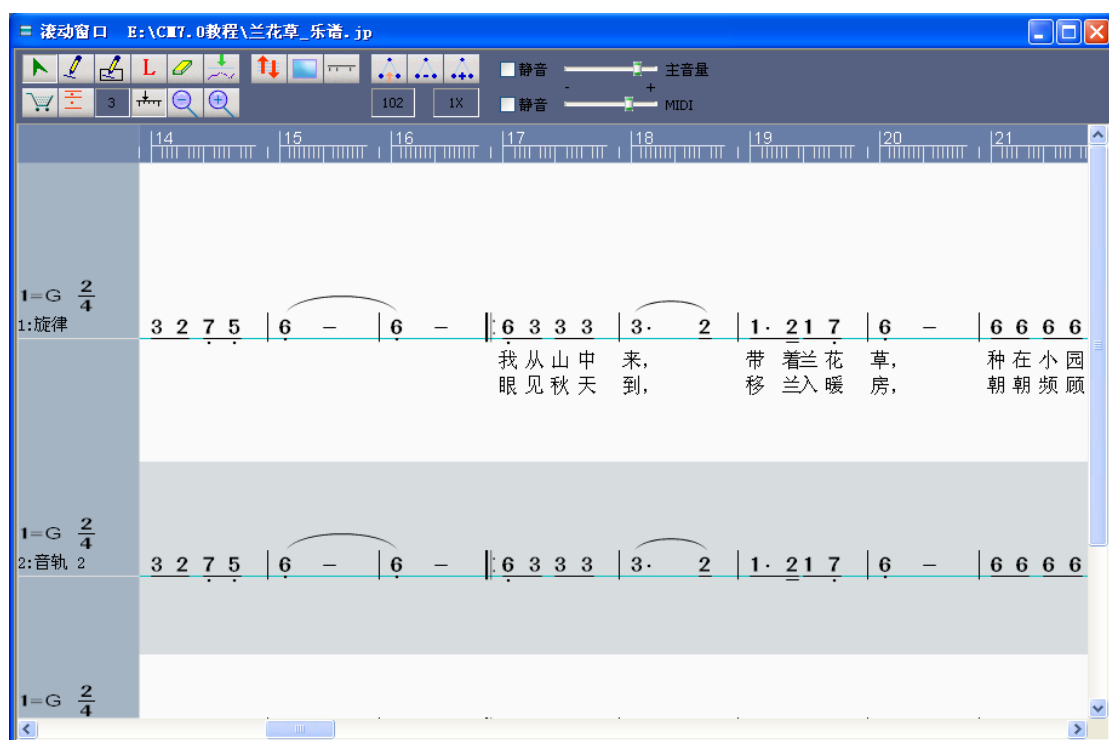 滚动窗口 E:\CM7.0教程\兰花草_乐谱.jp
L 静音 主音量
- +
3 102 1X 静音 MIDI
14 15 16 17 18 19 20 21
1=G 2/4
1:旋律 3 2 7 5 | 6 – | 6 – ‖: 6 3 3 3 | 3· 2 | 1· 2 1 7 | 6 – | 6 6 6 6
我从山中 来, 带 着兰花 草, 种在小园
眼见秋天 到, 移 兰入暖 房, 朝朝频顾
1=G 2/4
2:音轨 2 3 2 7 5 | 6 – | 6 – ‖: 6 3 3 3 | 3· 2 | 1· 2 1 7 | 6 – | 6 6 6 6
1=G 2/4